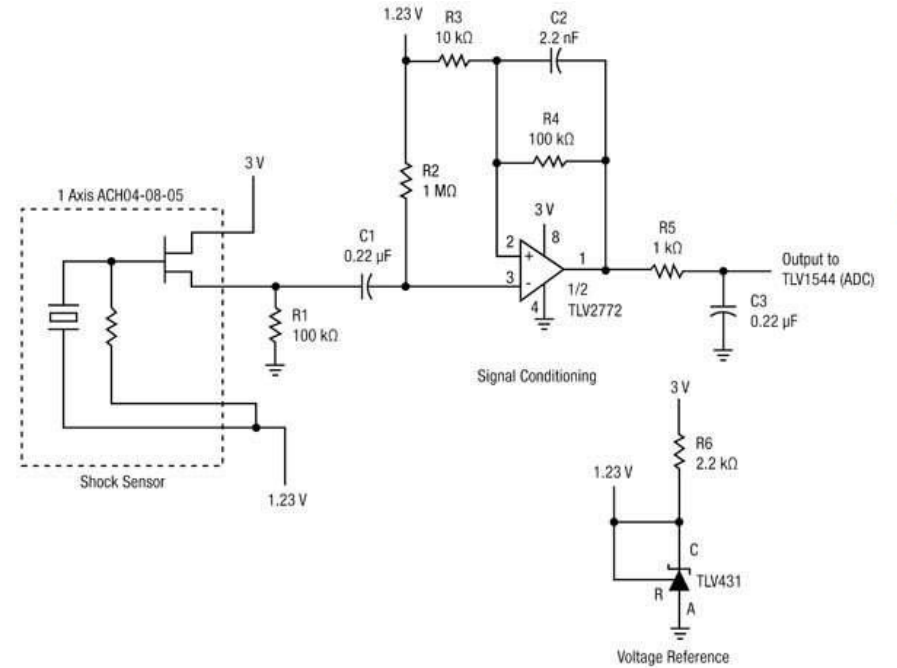 1.23 V
R3
10 kΩ
C2
2.2 nF
R4
100 kΩ
3 V
1 Axis ACH04-08-05
R2
1 MΩ
C1
0.22 µF
3 V
8
2
+
3
-
1
4
1/2
TLV2772
R5
1 kΩ
Output to
TLV1544 (ADC)
C3
0.22 µF
R1
100 kΩ
Signal Conditioning
Shock Sensor
1.23 V
3 V
R6
2.2 kΩ
1.23 V
C
TLV431
R
A
Voltage Reference